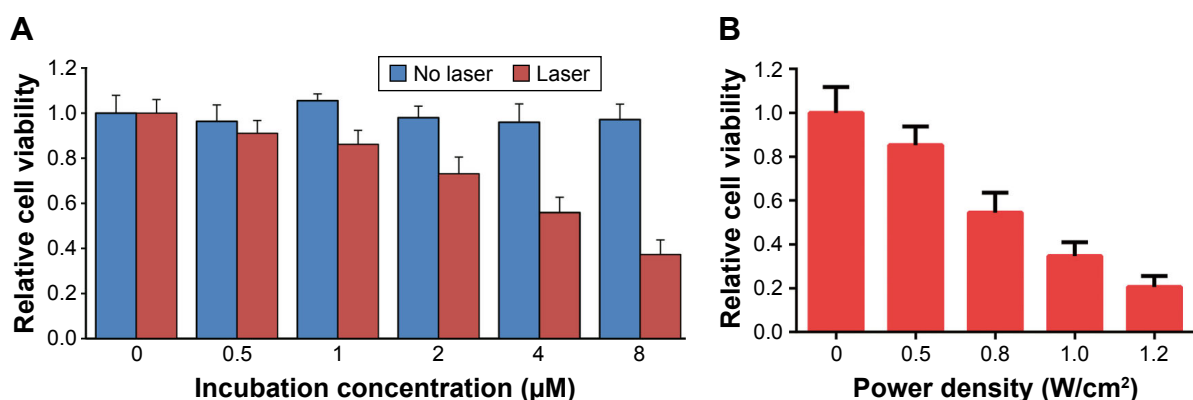 A
Relative cell viability
1.2
1.0
0.8
0.6
0.4
0.2
0.0
No laser
Laser
0 0.5 1 2 4 8
Incubation concentration (µM)
B
Relative cell viability
1.2
1.0
0.8
0.6
0.4
0.2
0.0
0 0.5 0.8 1.0 1.2
Power density (W/cm²)